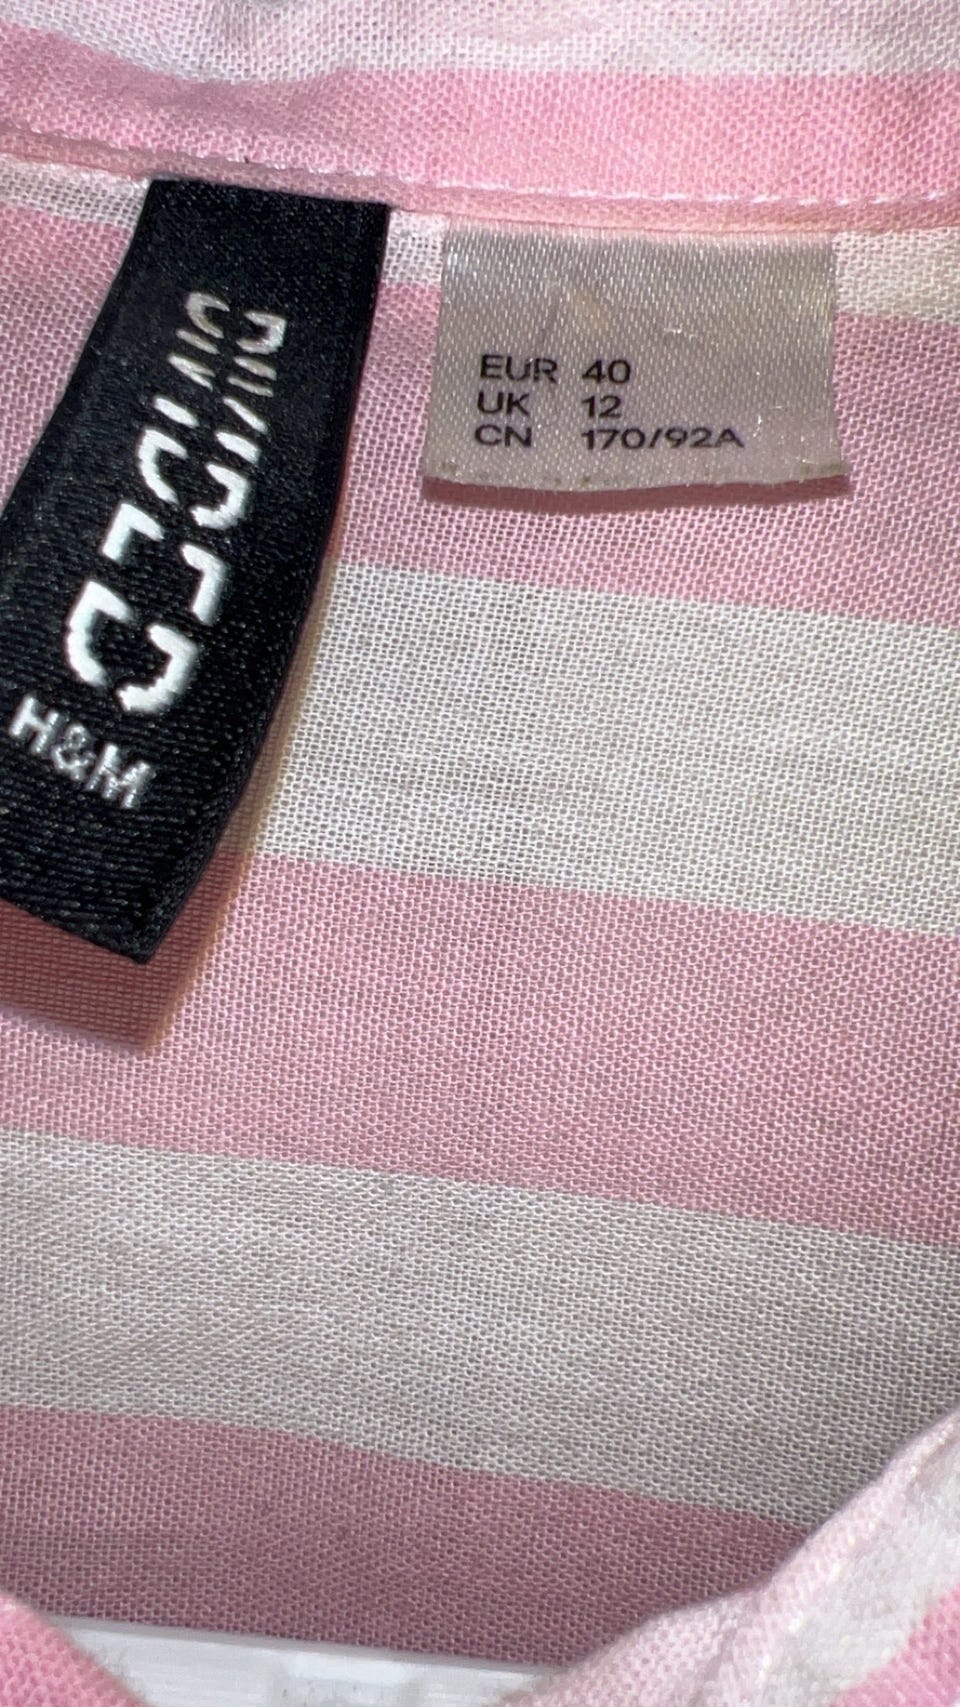 DIVIDED
H&M
EUR 40
UK 12
CN 170/92A